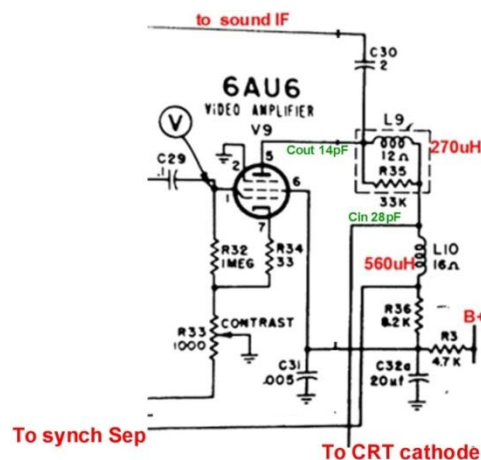 to sound IF
C30
2
6AU6
VIDEO AMPLIFIER
V9
L9
V
C29
.1
2
5
Cout 14pF
12Ω
270uH
R35
33K
1
6
7
Cin 28pF
R32
1MEG
R34
33
560uH
L10
16Ω
R36
8.2K
B+
R33
1000
CONTRAST
R3
4.7K
C31
.005
C32a
20uf
To synch Sep
To CRT cathode